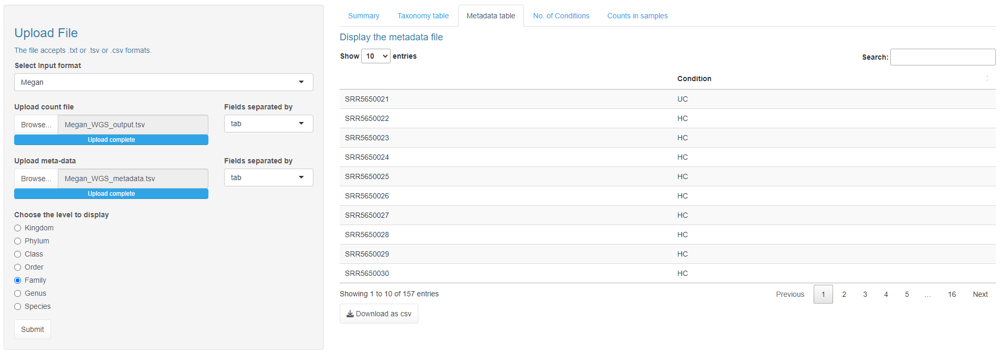 Upload File
The file accepts .txt or .tsv or .csv formats.
Select input format
Megan
Upload count file
Fields separated by
Browse... Megan_WGS_output.tsv
tab
Upload complete
Upload meta-data
Fields separated by
Browse... Megan_WGS_metadata.tsv
tab
Upload complete
Choose the level to display
Kingdom
Phylum
Class
Order
Family
Genus
Species
Submit
Summary Taxonomy table Metadata table No. of Conditions Counts in samples
Display the metadata file
Show 10 entries
Search:
Condition
SRR5650021 UC
SRR5650022 HC
SRR5650023 HC
SRR5650024 HC
SRR5650025 HC
SRR5650026 HC
SRR5650027 HC
SRR5650028 HC
SRR5650029 HC
SRR5650030 HC
Showing 1 to 10 of 157 entries
Previous 1 2 3 4 5 … 16 Next
Download as csv